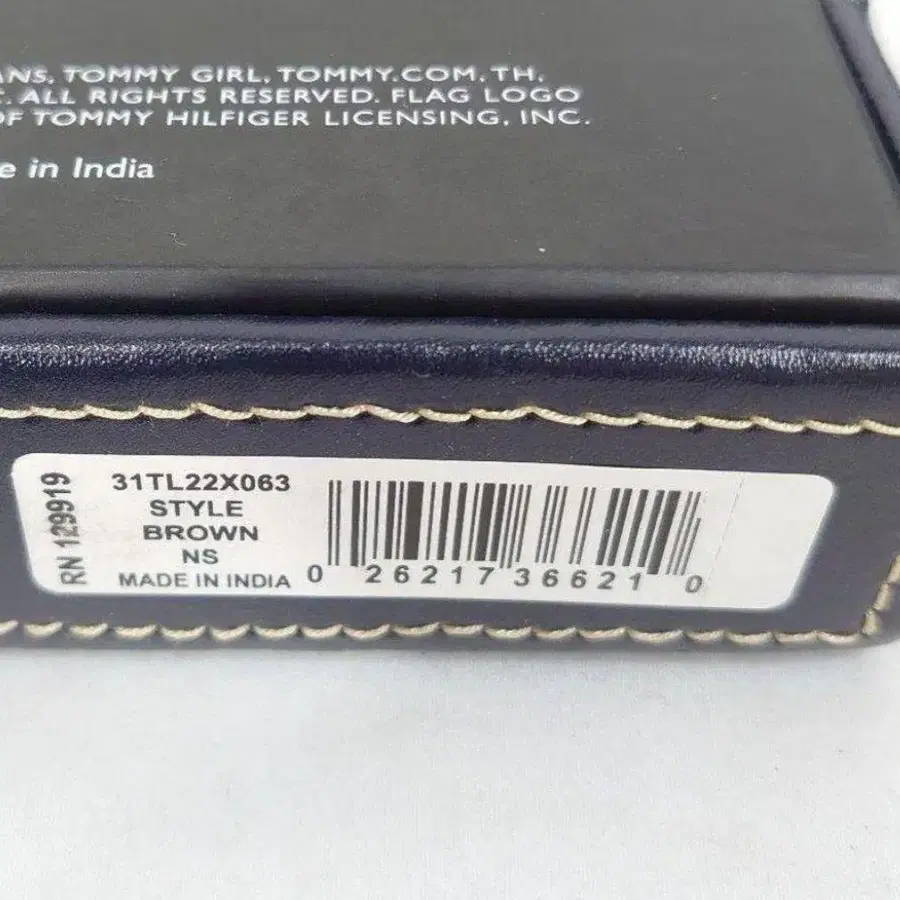 ANS, TOMMY GIRL, TOMMY.COM, TH,
C. ALL RIGHTS RESERVED. FLAG LOGO
OF TOMMY HILFIGER LICENSING, INC.
e in India
RN 129919
31TL22X063
STYLE
BROWN
NS
MADE IN INDIA
0 26217 36621 0